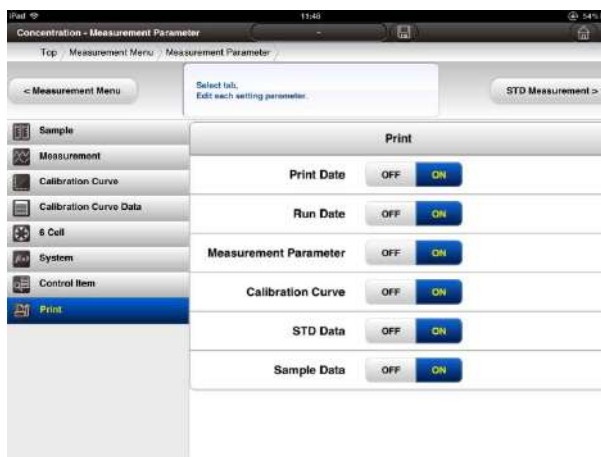 iPad 11:48 54%
Concentration - Measurement Parameter -
Top / Measurement Menu / Measurement Parameter
< Measurement Menu
Select tab.
Edit each setting parameter.
STD Measurement >
Sample
Measurement
Calibration Curve
Calibration Curve Data
6 Cell
System
Control Item
Print
Print
Print Date OFF ON
Run Date OFF ON
Measurement Parameter OFF ON
Calibration Curve OFF ON
STD Data OFF ON
Sample Data OFF ON